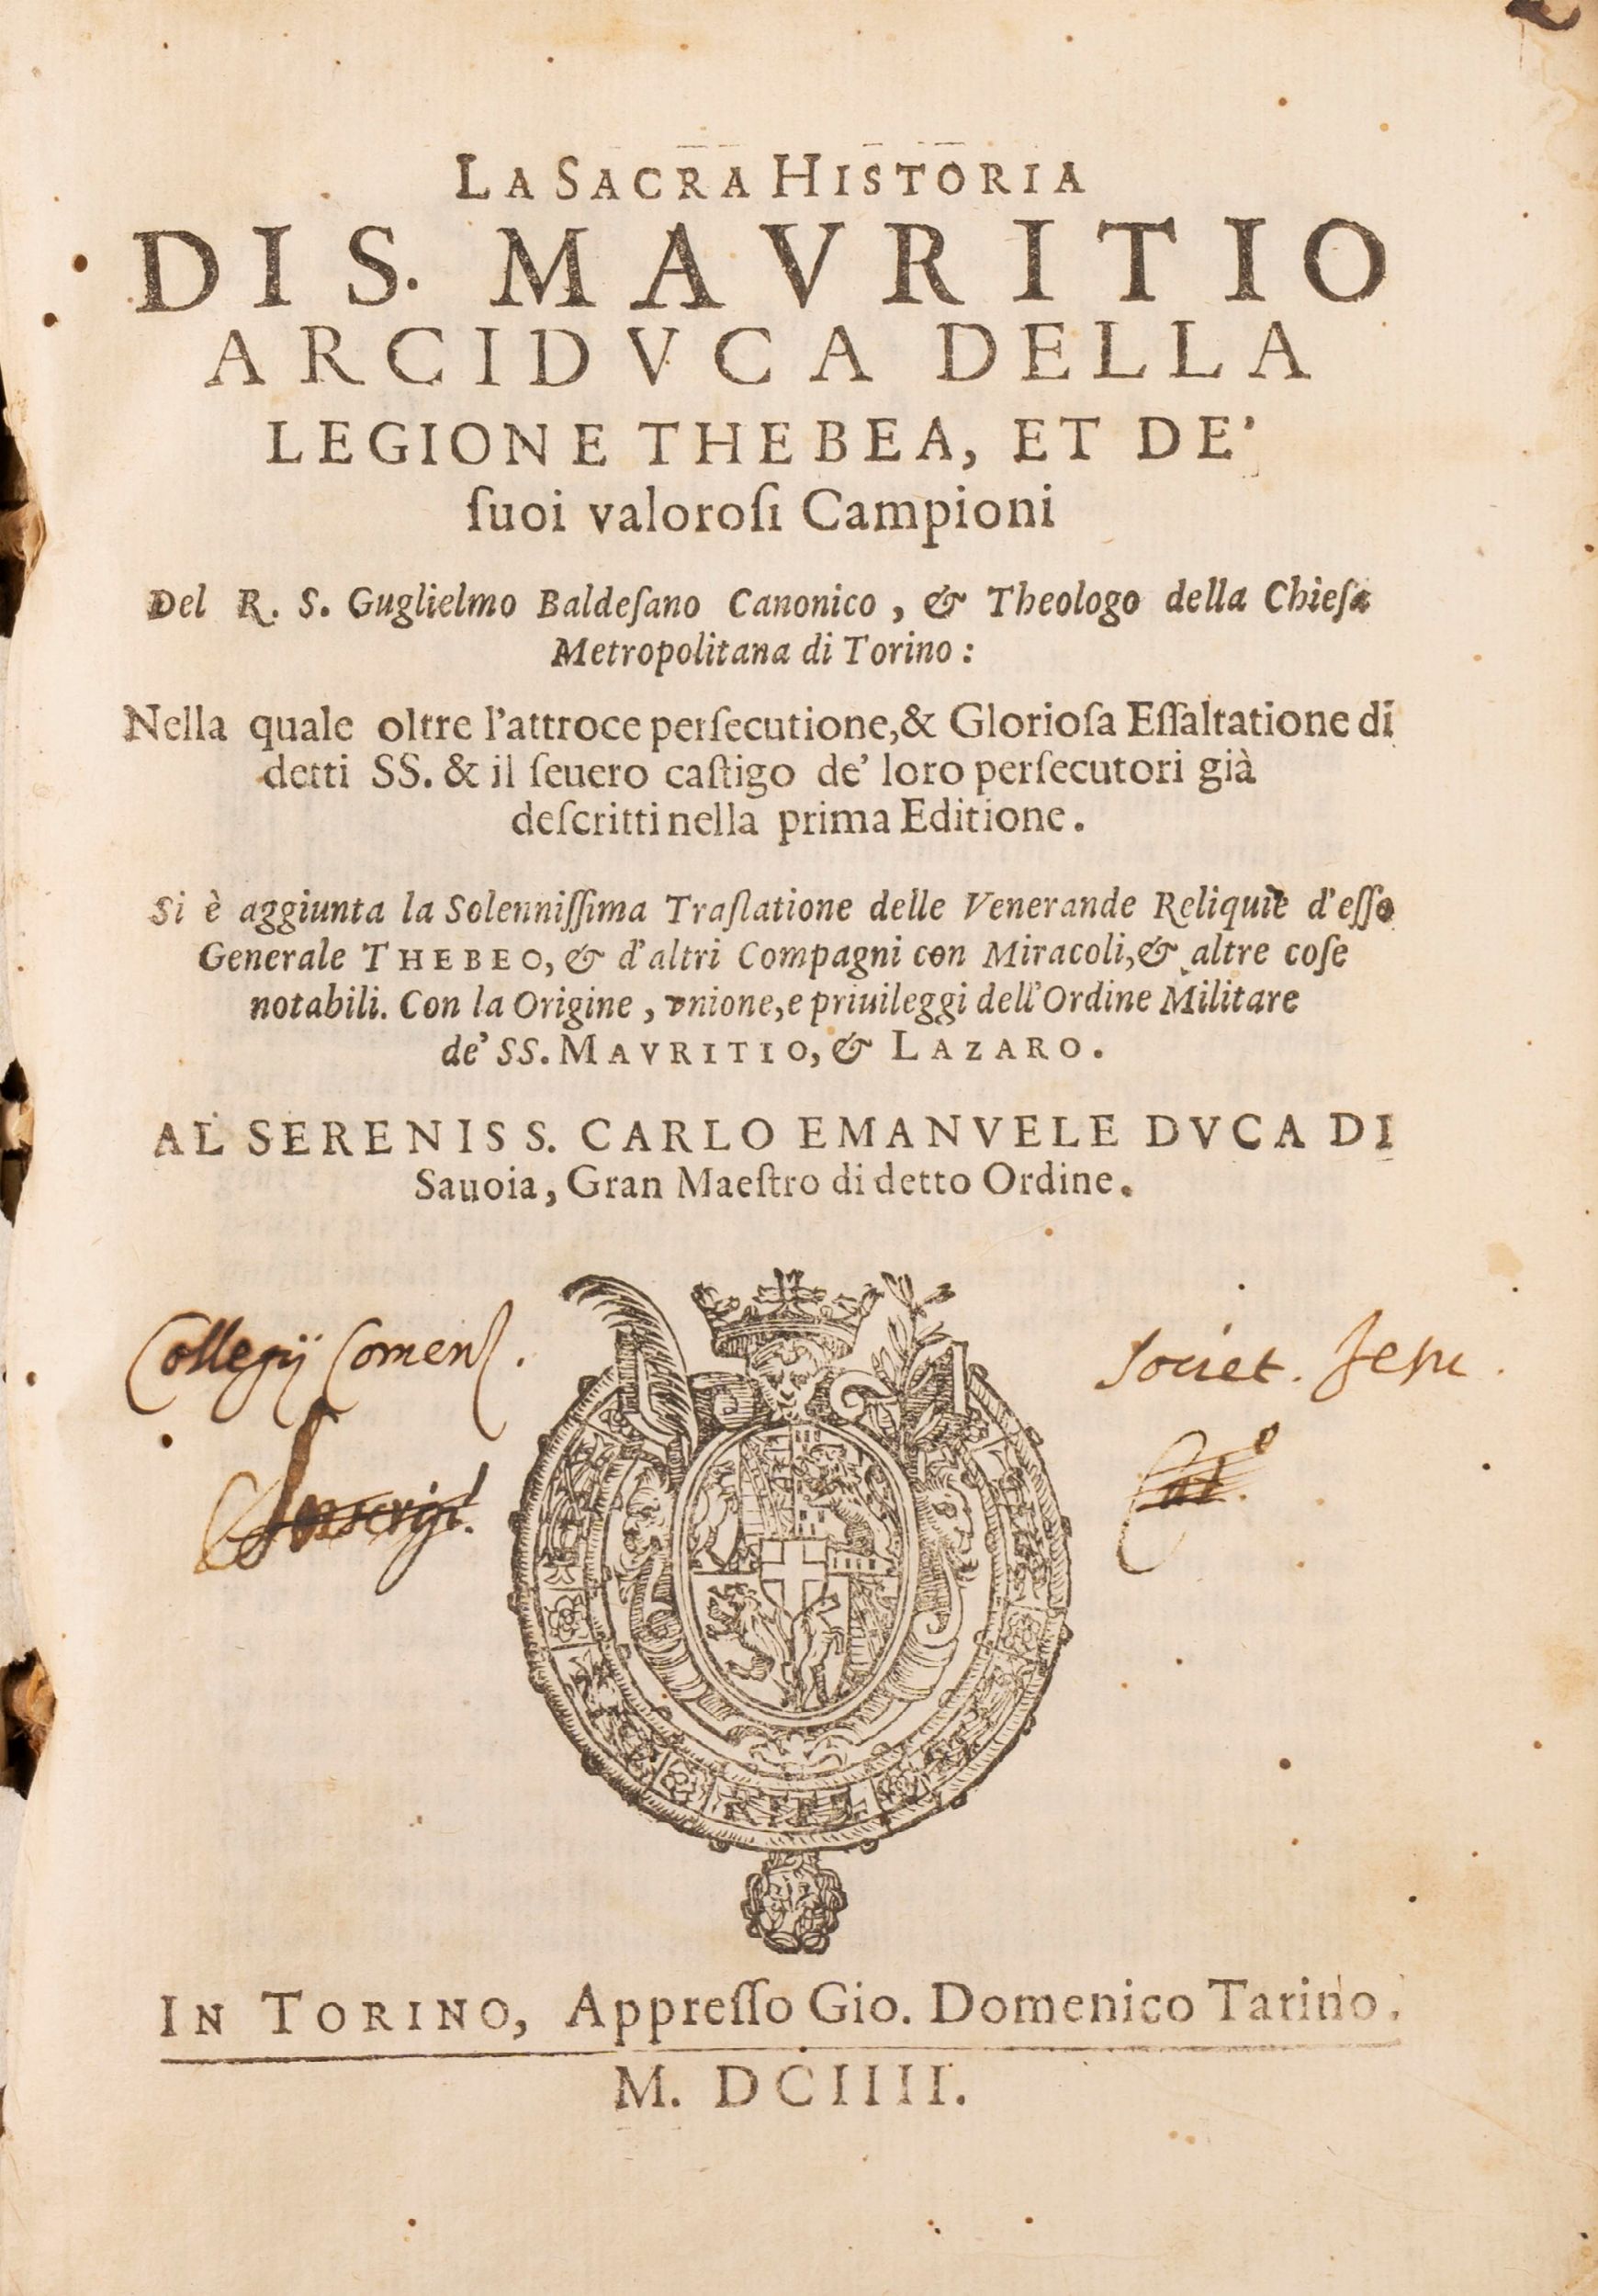 LA SACRA HISTORIA
DI S. MAVRITIO
ARCIDVCA DELLA
LEGIONE THEBEA, ET DE'
ſuoi valoroſi Campioni
Del R. S. Guglielmo Baldeſano Canonico, & Theologo della Chieſa
Metropolitana di Torino:
Nella quale oltre l'attroce perſecutione,& Glorioſa Eſſaltatione di
detti SS. & il ſeuero caſtigo de' loro perſecutori già
deſcritti nella prima Editione.
Si è aggiunta la Solenniſſima Traſlatione delle Venerande Reliquie d'eſſo
Generale THEBEO, & d'altri Compagni con Miracoli,& altre coſe
notabili. Con la Origine, vnione, e priuileggi dell'Ordine Militare
de' SS. MAVRITIO, & LAZARO.
AL SERENISS. CARLO EMANVELE DVCA DI
Sauoia, Gran Maeſtro di detto Ordine.
Collegij Comenſ. Societ. Jesu.
Inscript.
FERT
IN TORINO, Appreſſo Gio. Domenico Tarino.
M. DCIIII.